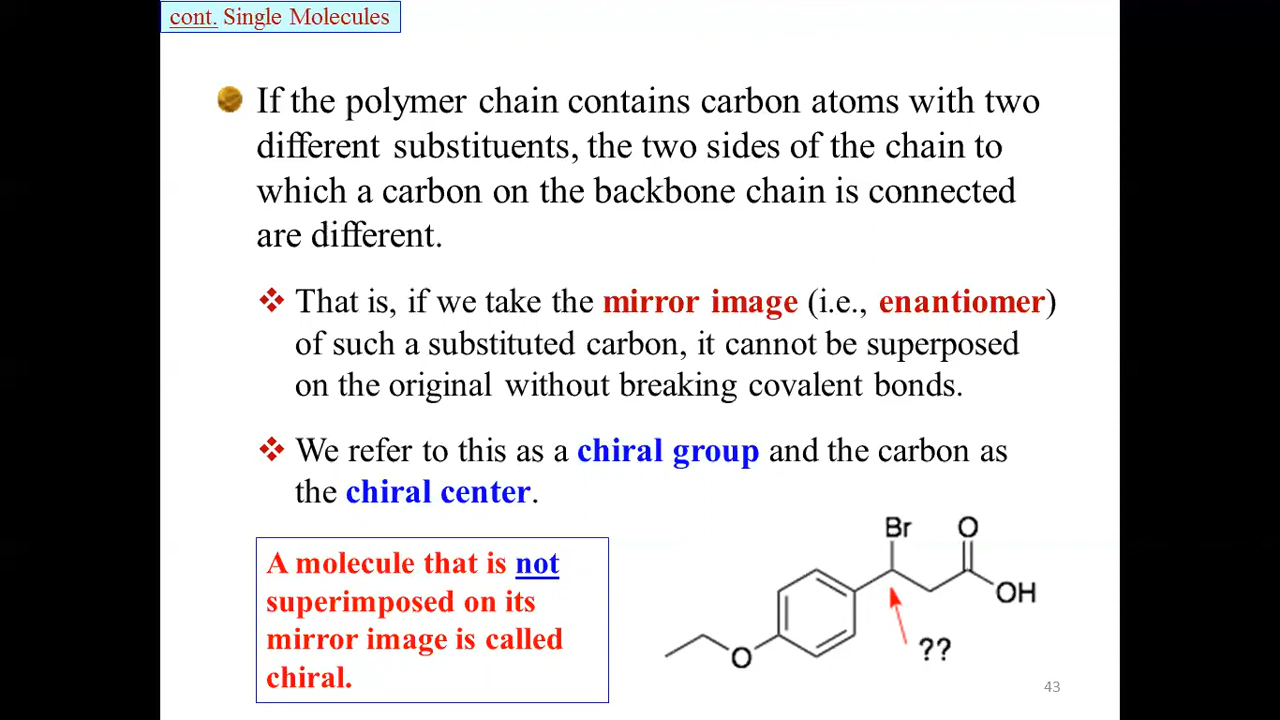 cont. Single Molecules
If the polymer chain contains carbon atoms with two
different substituents, the two sides of the chain to
which a carbon on the backbone chain is connected
are different.
That is, if we take the mirror image (i.e., enantiomer)
of such a substituted carbon, it cannot be superposed
on the original without breaking covalent bonds.
We refer to this as a chiral group and the carbon as
the chiral center.
A molecule that is not
superimposed on its
mirror image is called
chiral.
Br
O
OH
O
??
43